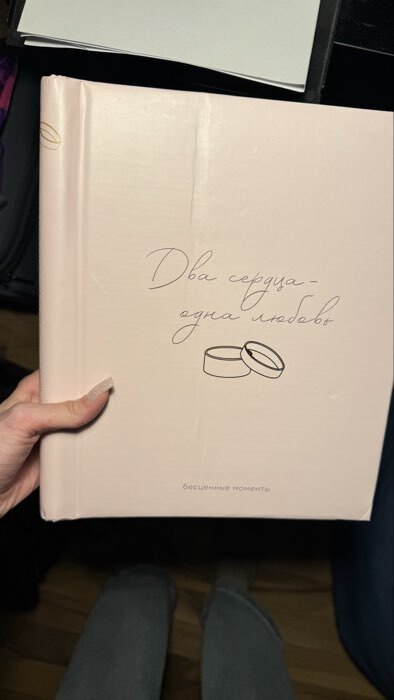 Два сердца -
одна любовь
бесценные моменты